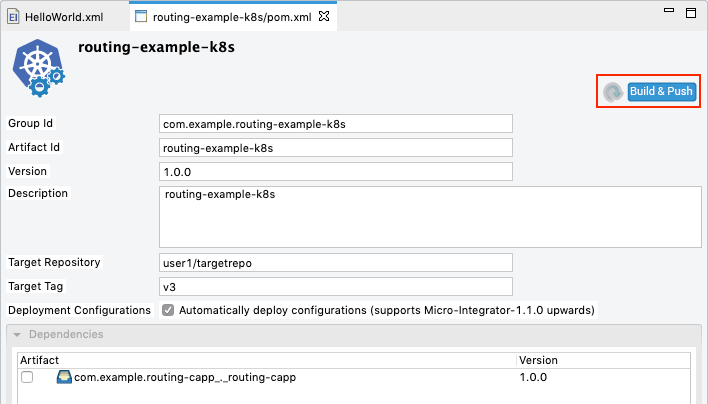 HelloWorld.xml
routing-example-k8s/pom.xml
routing-example-k8s
Build & Push
Group Id com.example.routing-example-k8s
Artifact Id routing-example-k8s
Version 1.0.0
Description routing-example-k8s
Target Repository user1/targetrepo
Target Tag v3
Deployment Configurations Automatically deploy configurations (supports Micro-Integrator-1.1.0 upwards)
Dependencies
Artifact Version
com.example.routing-capp_._routing-capp 1.0.0